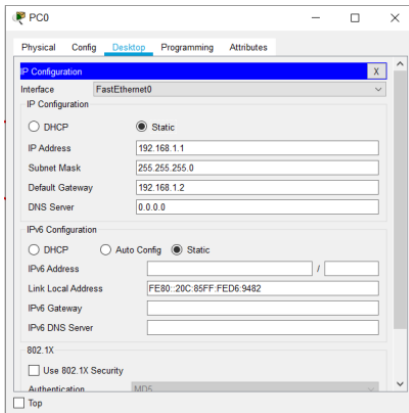 PC0
Physical Config Desktop Programming Attributes
IP Configuration X
Interface FastEthernet0
IP Configuration
DHCP Static
IP Address 192.168.1.1
Subnet Mask 255.255.255.0
Default Gateway 192.168.1.2
DNS Server 0.0.0.0
IPv6 Configuration
DHCP Auto Config Static
IPv6 Address /
Link Local Address FE80::20C:85FF:FED6:9482
IPv6 Gateway
IPv6 DNS Server
802.1X
Use 802.1X Security
Authentication MD5
Top